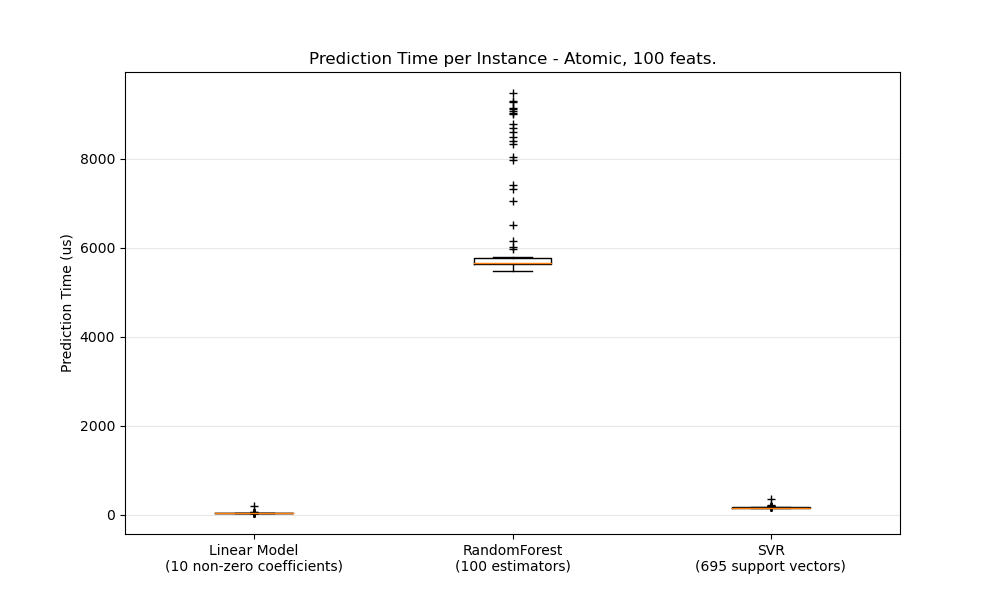 Prediction Time per Instance - Atomic, 100 feats.
Prediction Time (us)
8000
6000
4000
2000
0
Linear Model
(10 non-zero coefficients)
RandomForest
(100 estimators)
SVR
(695 support vectors)